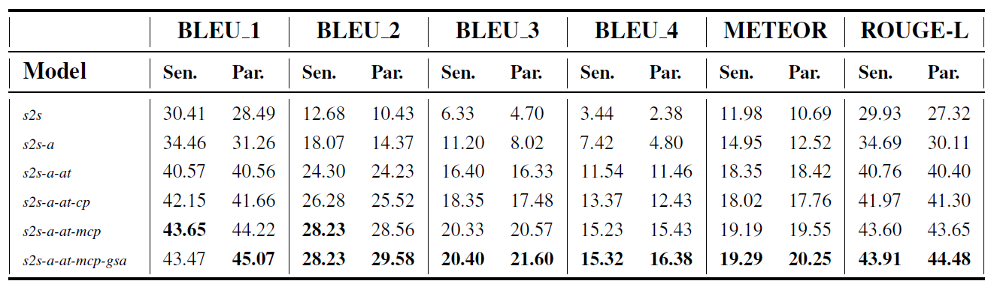 BLEU_1 BLEU_2 BLEU_3 BLEU_4 METEOR ROUGE-L
Model Sen. Par. Sen. Par. Sen. Par. Sen. Par. Sen. Par. Sen. Par.
s2s 30.41 28.49 12.68 10.43 6.33 4.70 3.44 2.38 11.98 10.69 29.93 27.32
s2s-a 34.46 31.26 18.07 14.37 11.20 8.02 7.42 4.80 14.95 12.52 34.69 30.11
s2s-a-at 40.57 40.56 24.30 24.23 16.40 16.33 11.54 11.46 18.35 18.42 40.76 40.40
s2s-a-at-cp 42.15 41.66 26.28 25.52 18.35 17.48 13.37 12.43 18.02 17.76 41.97 41.30
s2s-a-at-mcp 43.65 44.22 28.23 28.56 20.33 20.57 15.23 15.43 19.19 19.55 43.60 43.65
s2s-a-at-mcp-gsa 43.47 45.07 28.23 29.58 20.40 21.60 15.32 16.38 19.29 20.25 43.91 44.48